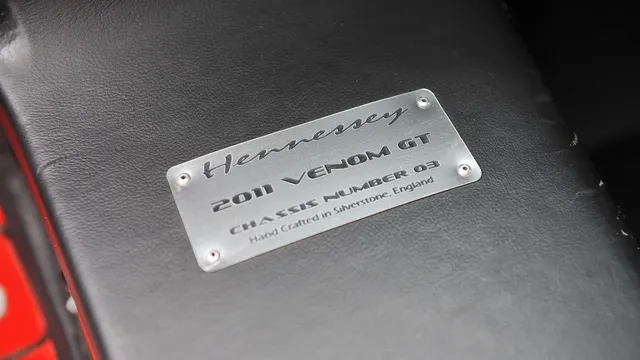 Hennessey
2011 VENOM GT
CHASSIS NUMBER 03
Hand Crafted in Silverstone, England